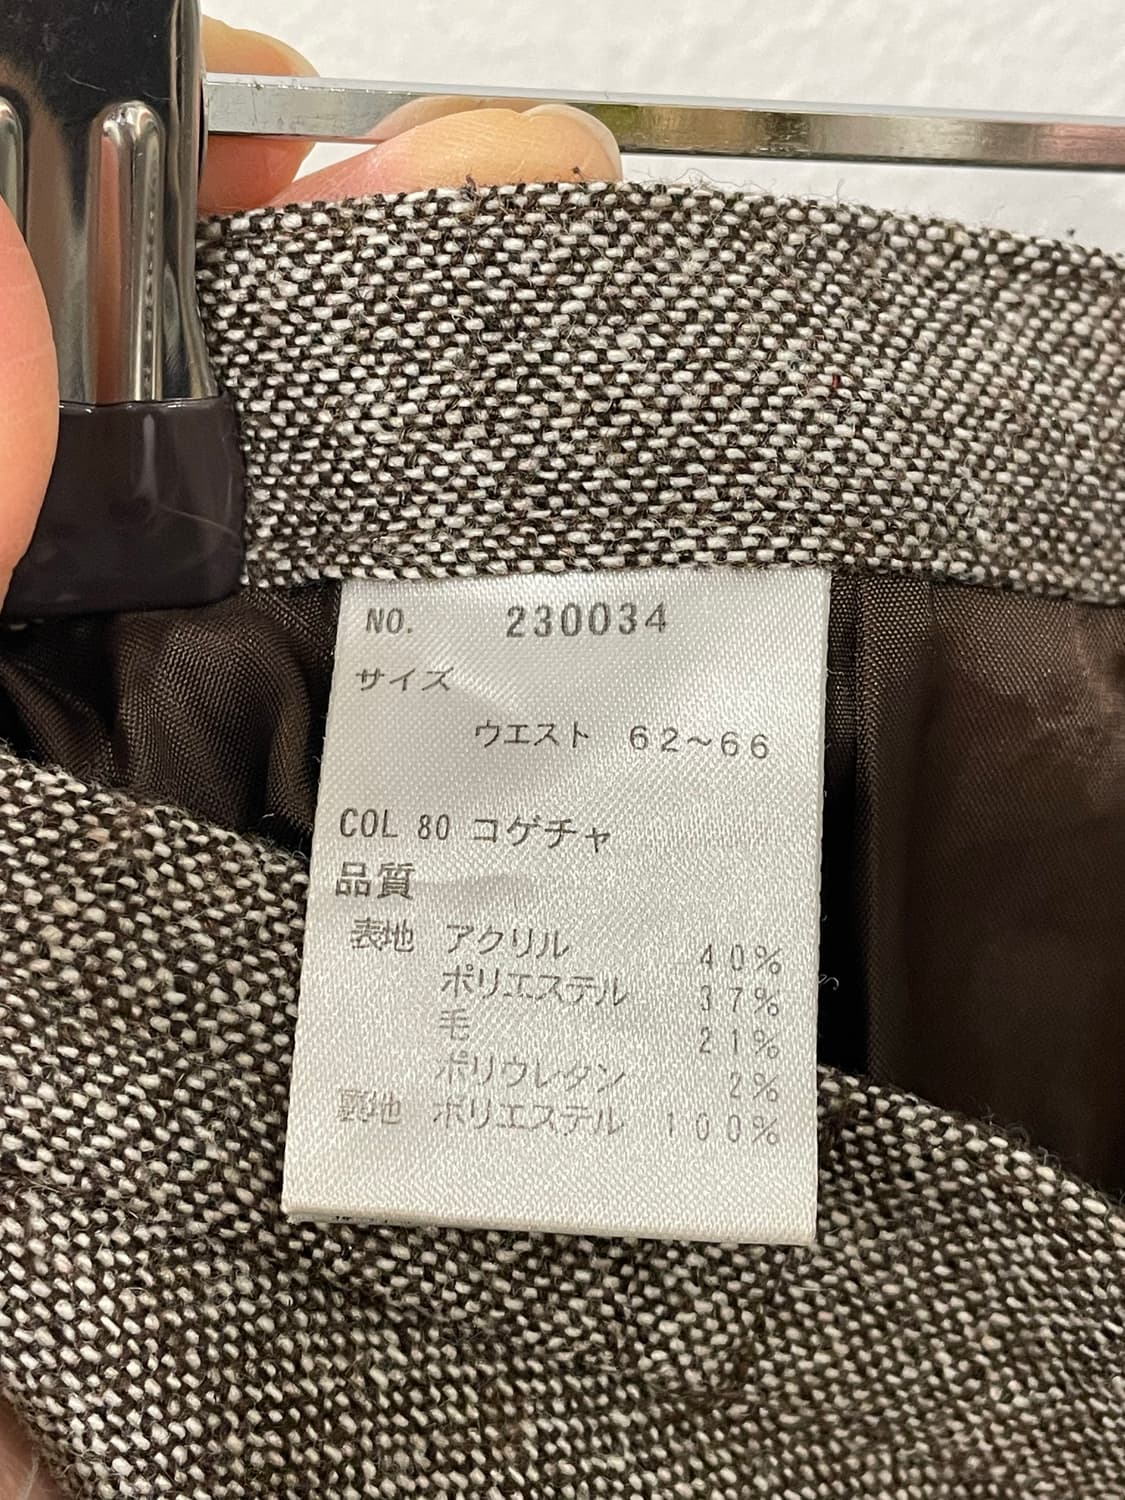 NO. 230034
サイズ
ウエスト 62~66
COL 80 コゲチャ
品質
表地 アクリル 40%
ポリエステル 37%
毛 21%
ポリウレタン 2%
裏地 ポリエステル 100%